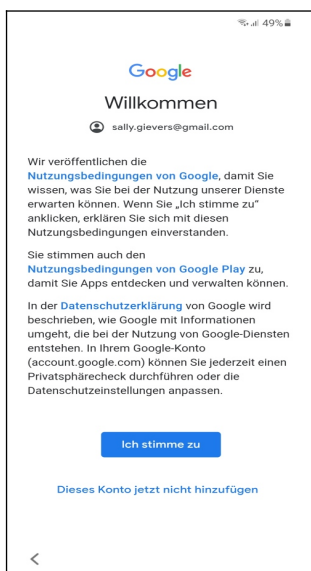 49%
Google
Willkommen
sally.gievers@gmail.com
Wir veröffentlichen die
Nutzungsbedingungen von Google, damit Sie
wissen, was Sie bei der Nutzung unserer Dienste
erwarten können. Wenn Sie „Ich stimme zu“
anklicken, erklären Sie sich mit diesen
Nutzungsbedingungen einverstanden.
Sie stimmen auch den
Nutzungsbedingungen von Google Play zu,
damit Sie Apps entdecken und verwalten können.
In der Datenschutzerklärung von Google wird
beschrieben, wie Google mit Informationen
umgeht, die bei der Nutzung von Google-Diensten
entstehen. In Ihrem Google-Konto
(account.google.com) können Sie jederzeit einen
Privatsphärecheck durchführen oder die
Datenschutzeinstellungen anpassen.
Ich stimme zu
Dieses Konto jetzt nicht hinzufügen